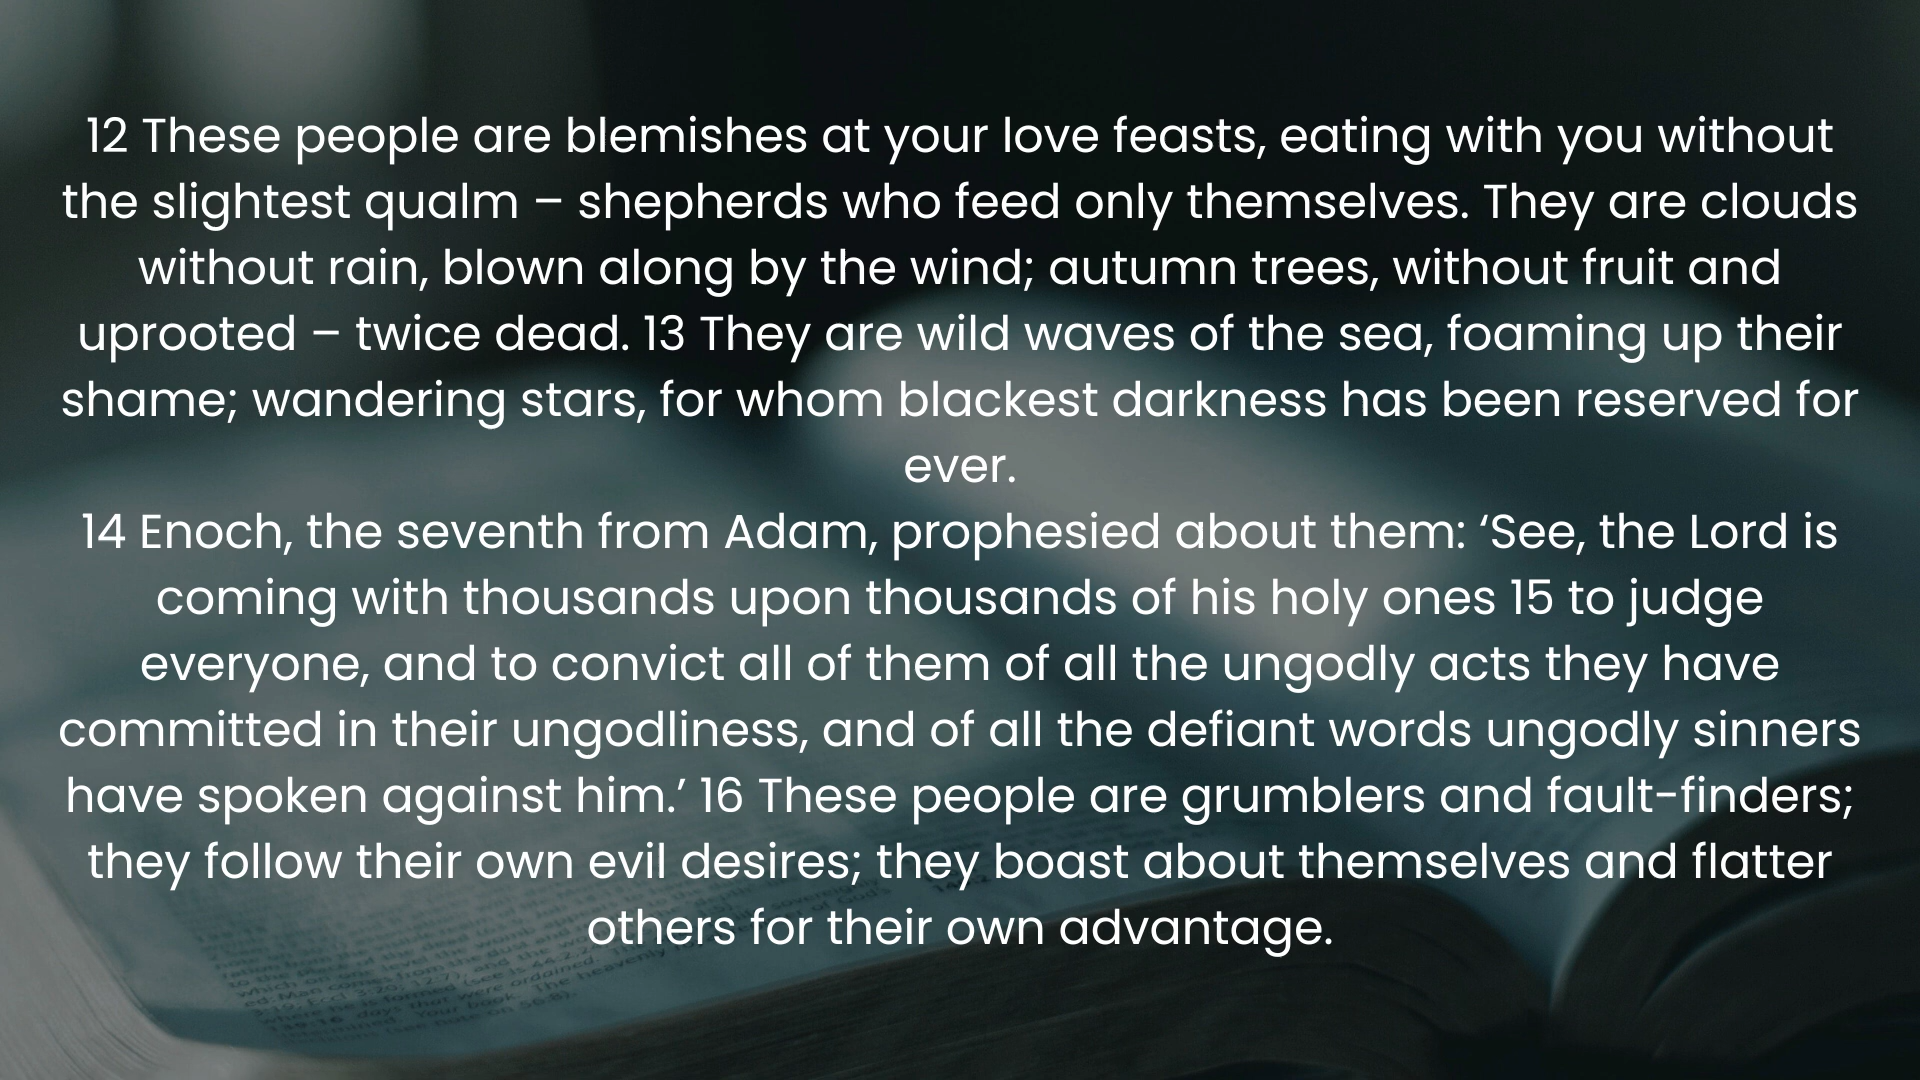 12 These people are blemishes at your love feasts, eating with you without
the slightest qualm – shepherds who feed only themselves. They are clouds
without rain, blown along by the wind; autumn trees, without fruit and
uprooted – twice dead. 13 They are wild waves of the sea, foaming up their
shame; wandering stars, for whom blackest darkness has been reserved for
ever.
14 Enoch, the seventh from Adam, prophesied about them: ‘See, the Lord is
coming with thousands upon thousands of his holy ones 15 to judge
everyone, and to convict all of them of all the ungodly acts they have
committed in their ungodliness, and of all the defiant words ungodly sinners
have spoken against him.’ 16 These people are grumblers and fault-finders;
they follow their own evil desires; they boast about themselves and flatter
others for their own advantage.